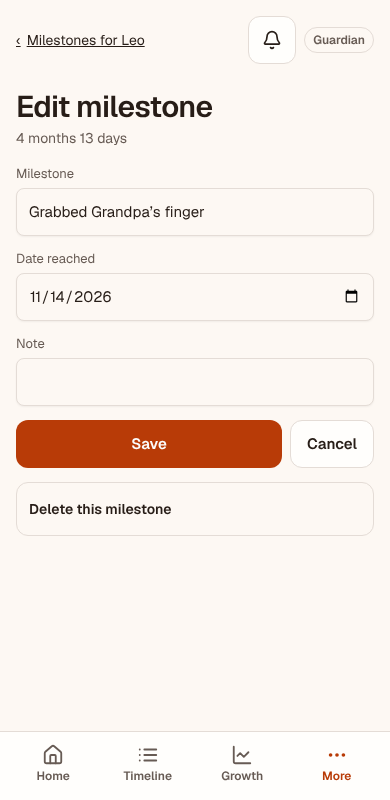 ‹ Milestones for Leo
Guardian
Edit milestone
4 months 13 days
Milestone
Grabbed Grandpa's finger
Date reached
11/14/2026
Note
Save
Cancel
Delete this milestone
Home
Timeline
Growth
More